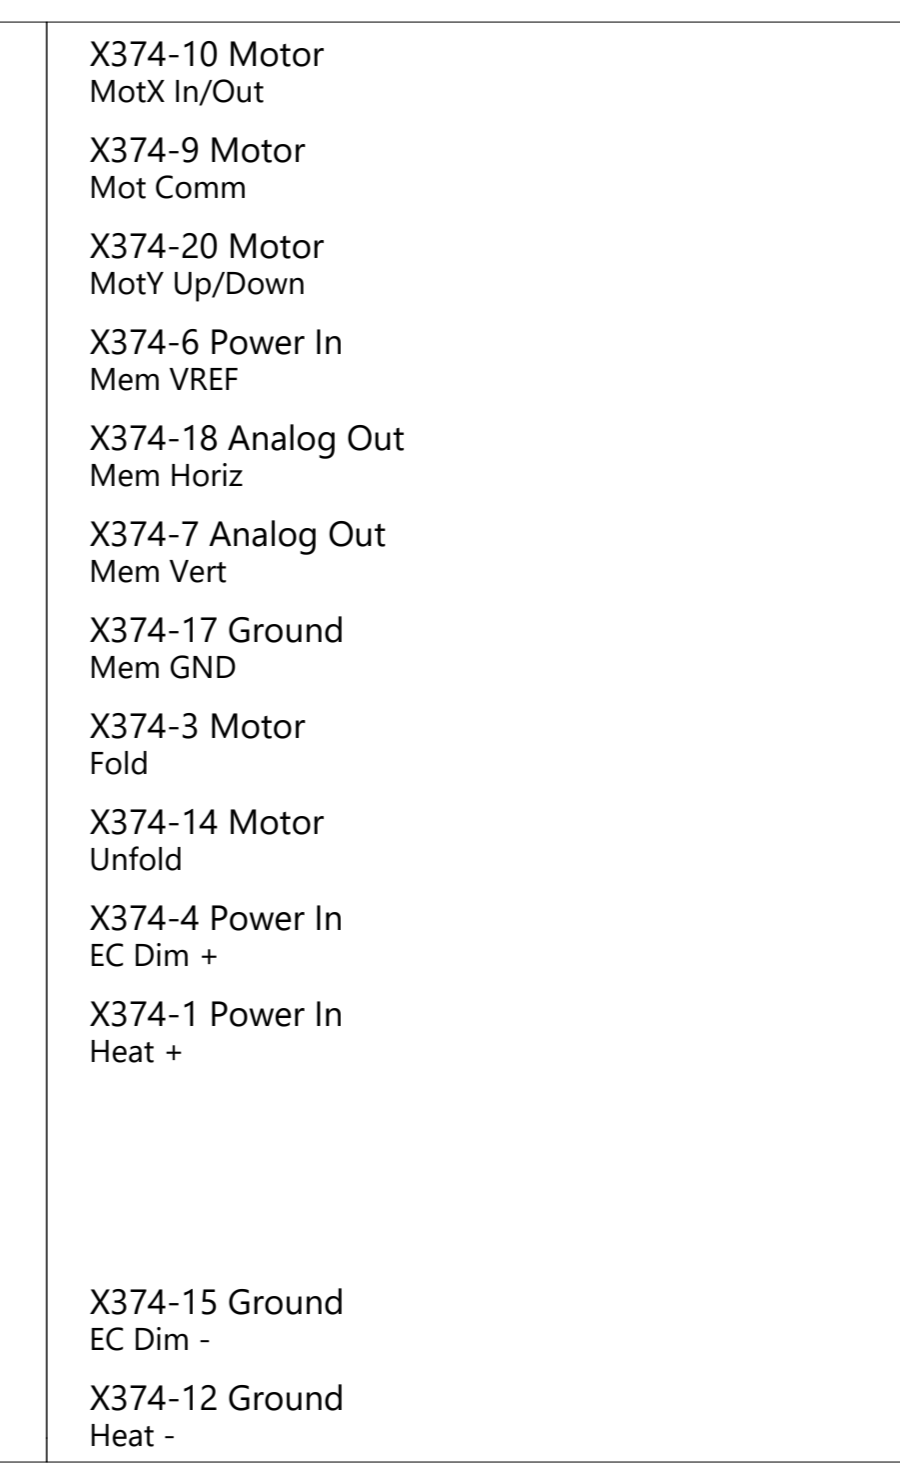 X374-10 Motor
MotX In/Out
X374-9 Motor
Mot Comm
X374-20 Motor
MotY Up/Down
X374-6 Power In
Mem VREF
X374-18 Analog Out
Mem Horiz
X374-7 Analog Out
Mem Vert
X374-17 Ground
Mem GND
X374-3 Motor
Fold
X374-14 Motor
Unfold
X374-4 Power In
EC Dim +
X374-1 Power In
Heat +
X374-15 Ground
EC Dim -
X374-12 Ground
Heat -